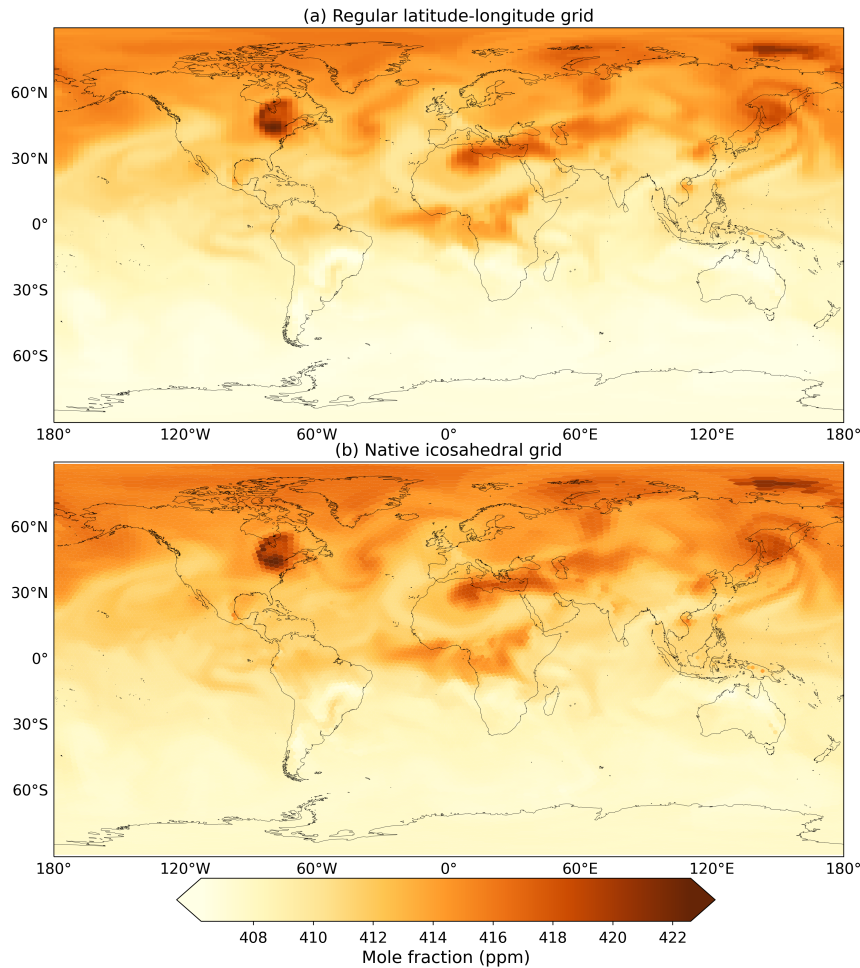 (a) Regular latitude-longitude grid
60°N
30°N
0°
30°S
60°S
180° 120°W 60°W 0° 60°E 120°E 180°
(b) Native icosahedral grid
60°N
30°N
0°
30°S
60°S
180° 120°W 60°W 0° 60°E 120°E 180°
408 410 412 414 416 418 420 422
Mole fraction (ppm)